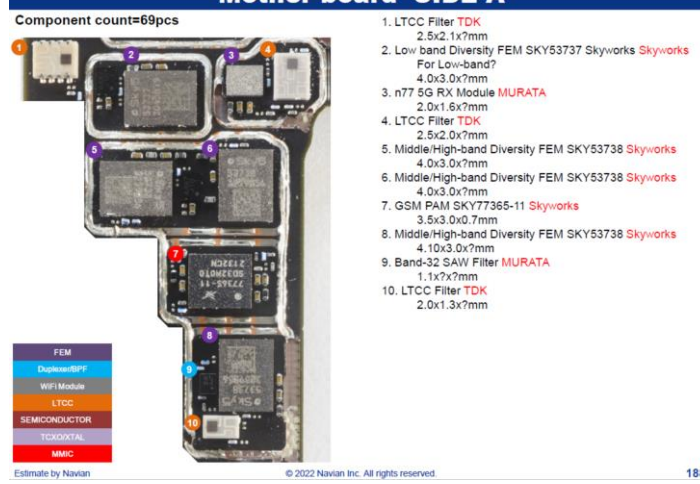 Mother board SIDE A
Component count=69pcs
1. LTCC Filter TDK
2.5x2.1x?mm
2. Low band Diversity FEM SKY53737 Skyworks Skyworks
For Low-band?
4.0x3.0x?mm
3. n77 5G RX Module MURATA
2.0x1.6x?mm
4. LTCC Filter TDK
2.5x2.0x?mm
5. Middle/High-band Diversity FEM SKY53738 Skyworks
4.0x3.0x?mm
6. Middle/High-band Diversity FEM SKY53738 Skyworks
4.0x3.0x?mm
7. GSM PAM SKY77365-11 Skyworks
3.5x3.0x0.7mm
8. Middle/High-band Diversity FEM SKY53738 Skyworks
4.10x3.0x?mm
9. Band-32 SAW Filter MURATA
1.1x?x?mm
10. LTCC Filter TDK
2.0x1.3x?mm
1
2
3
4
5
6
7
77365-11
SD32M0T0
2132CN
8
9
10
FEM
Duplexer/BPF
WiFi Module
LTCC
SEMICONDUCTOR
TCXO/XTAL
MMIC
Estimate by Navian
© 2022 Navian Inc. All rights reserved.
18